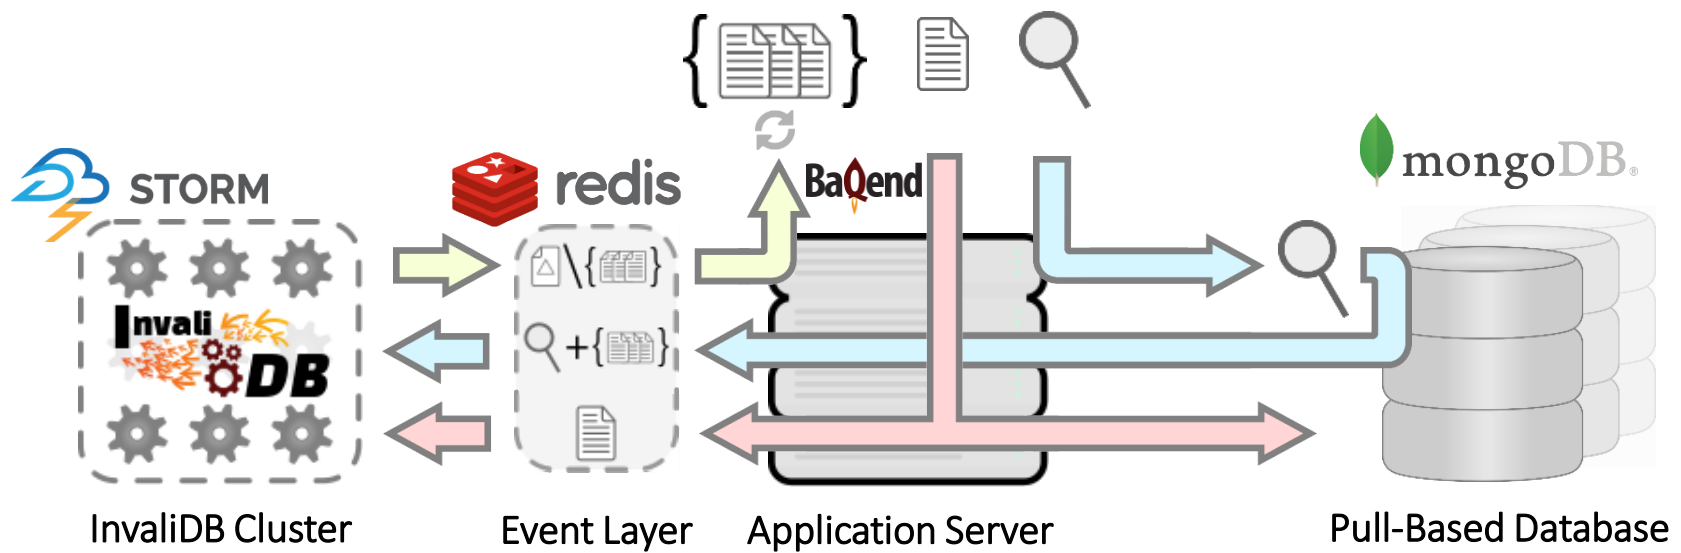 { }
mongoDB®
STORM
redis
BaQend
\{ }
Invali
DB
+{ }
InvaliDB Cluster
Event Layer
Application Server
Pull-Based Database